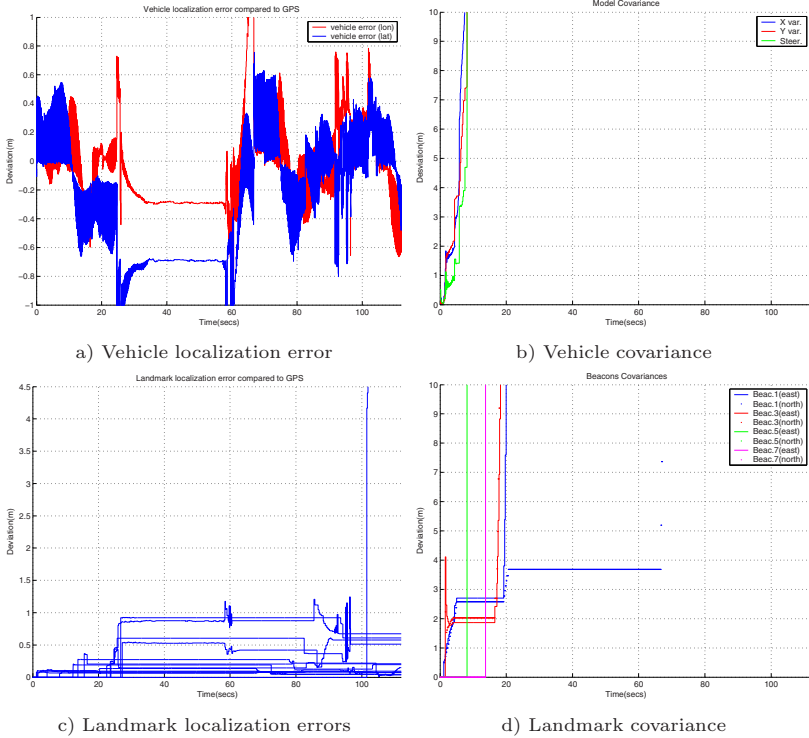 Vehicle localization error compared to GPS
vehicle error (lon)
vehicle error (lat)
1
0.8
0.6
0.4
0.2
0
−0.2
−0.4
−0.6
−0.8
−1
Deviation(m)
0 20 40 60 80 100
Time(secs)
a) Vehicle localization error
Model Covariance
X var.
Y var.
Steer.
10
9
8
7
6
5
4
3
2
1
0
Deviation(m)
0 20 40 60 80 100
Time(secs)
b) Vehicle covariance
Landmark localization error compared to GPS
4.5
4
3.5
3
2.5
2
1.5
1
0.5
0
Deviation(m)
0 20 40 60 80 100
Time(secs)
c) Landmark localization errors
Beacons Covariances
Beac.1(east)
Beac.1(north)
Beac.3(east)
Beac.3(north)
Beac.5(east)
Beac.5(north)
Beac.7(east)
Beac.7(north)
10
9
8
7
6
5
4
3
2
1
0
Deviation(m)
0 20 40 60 80 100
Time(secs)
d) Landmark covariance